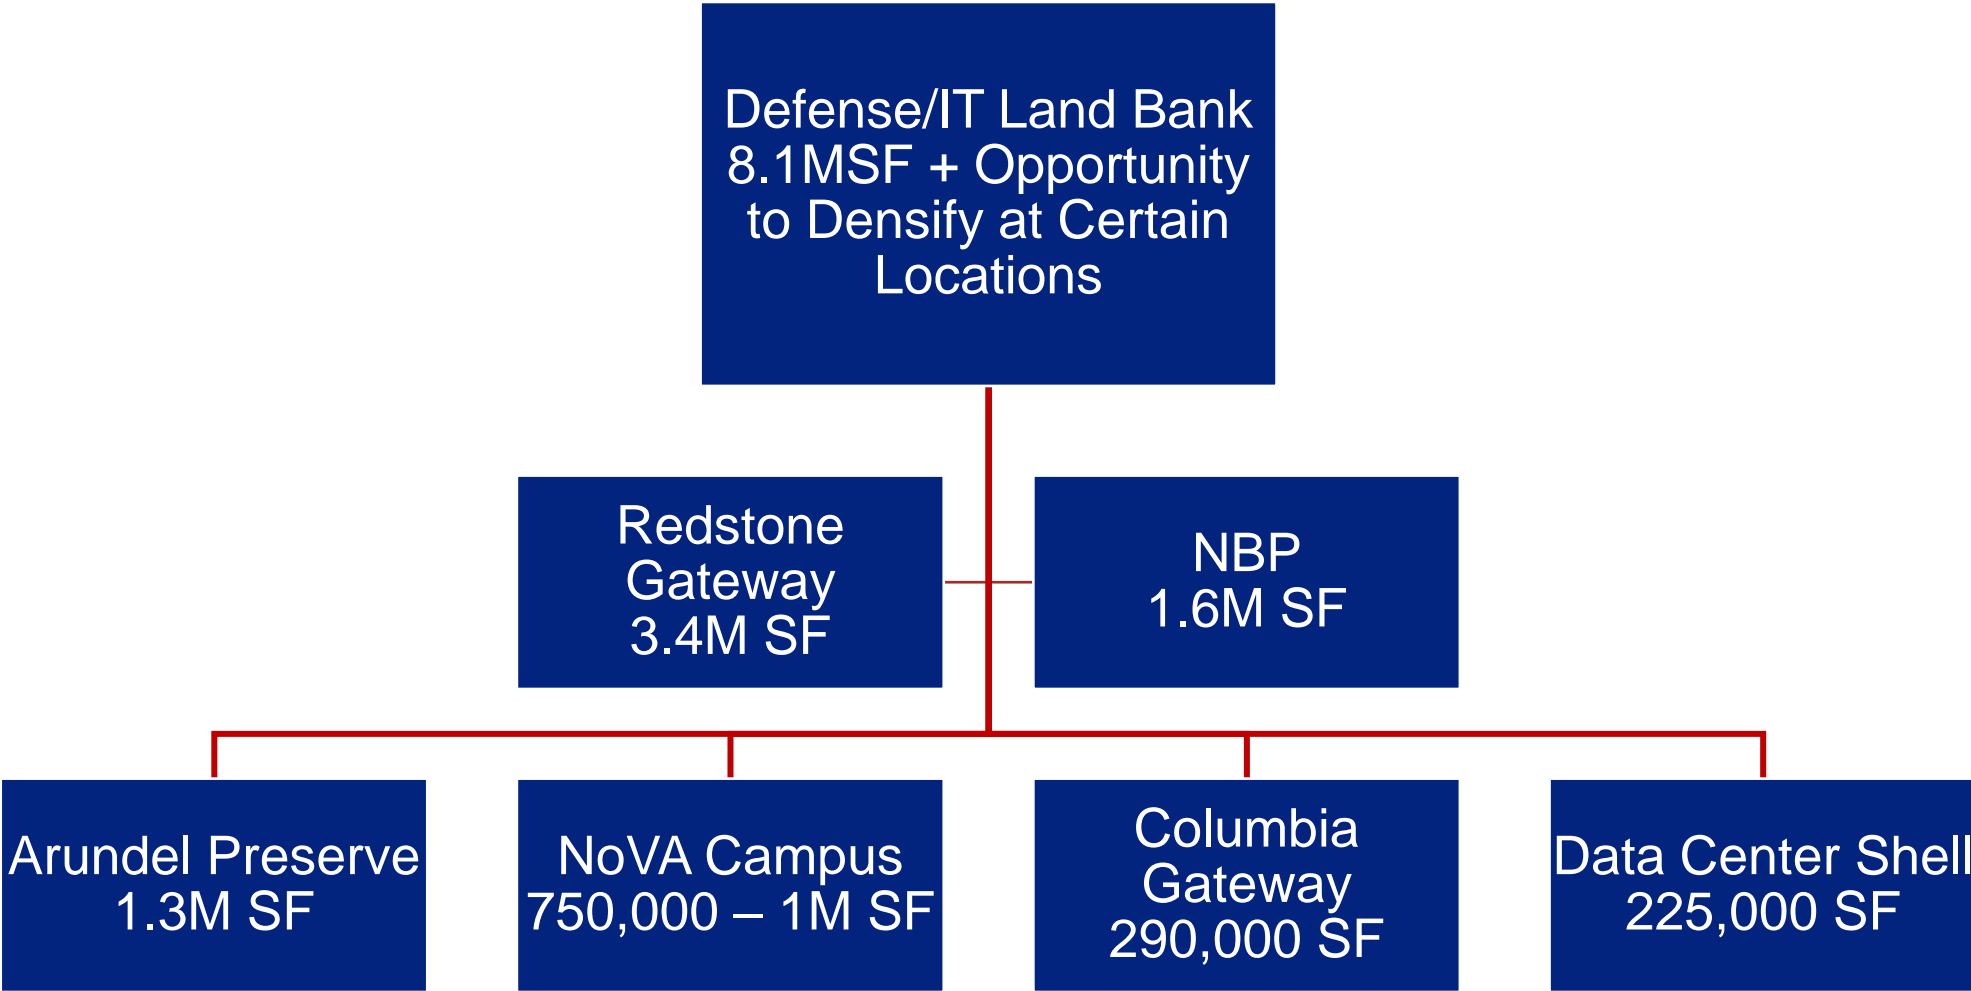 Defense/IT Land Bank
8.1MSF + Opportunity
to Densify at Certain
Locations
Redstone
Gateway
3.4M SF
NBP
1.6M SF
Arundel Preserve
1.3M SF
NoVA Campus
750,000 – 1M SF
Columbia
Gateway
290,000 SF
Data Center Shell
225,000 SF